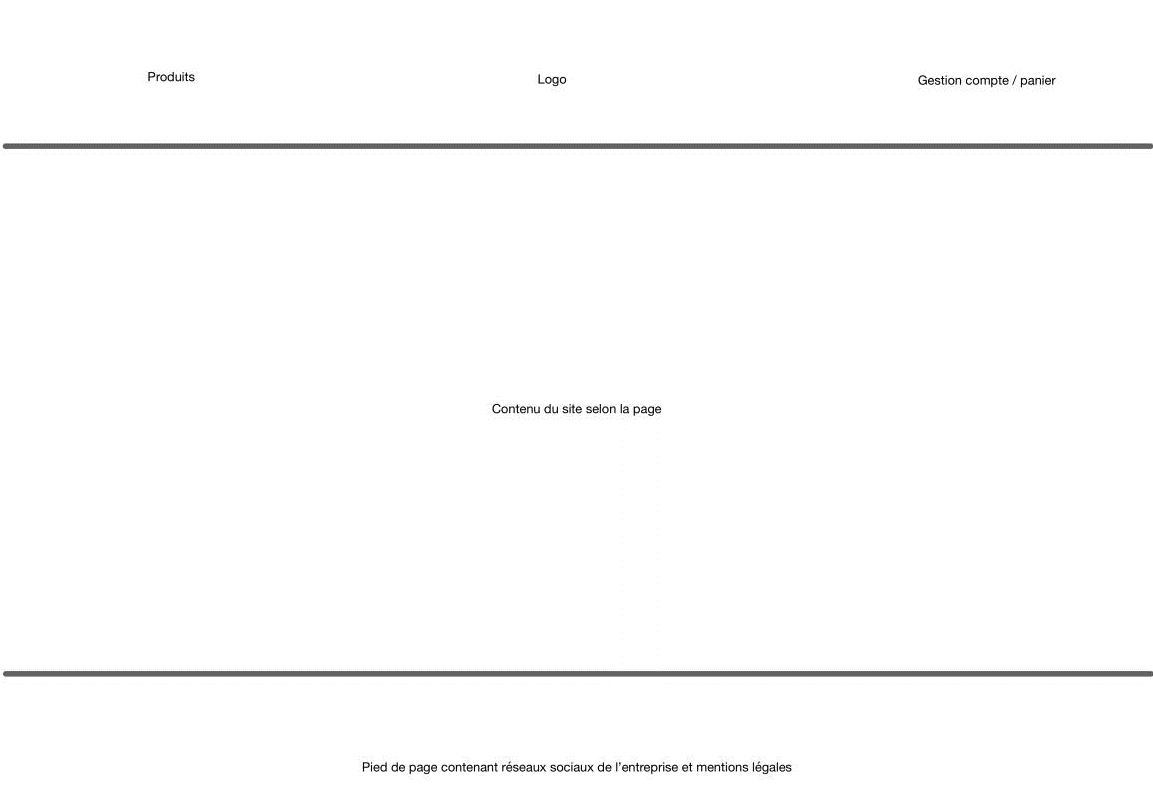 Produits
Logo
Gestion compte / panier
Contenu du site selon la page
Pied de page contenant réseaux sociaux de l’entreprise et mentions légales